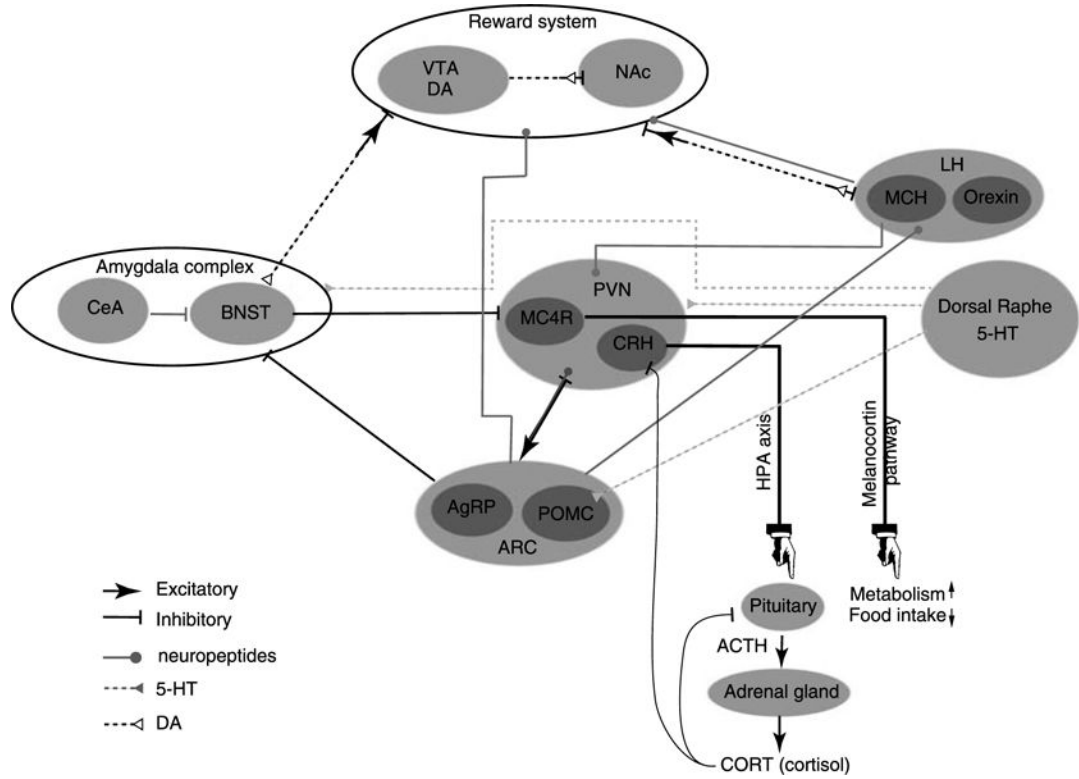 Reward system
VTA
DA
NAc
LH
MCH
Orexin
Amygdala complex
CeA
BNST
PVN
MC4R
CRH
Dorsal Raphe
5-HT
HPA axis
Melanocortin
pathway
AgRP
POMC
ARC
Excitatory
Inhibitory
neuropeptides
5-HT
DA
Metabolism
Food intake
Pituitary
ACTH
Adrenal gland
CORT (cortisol)